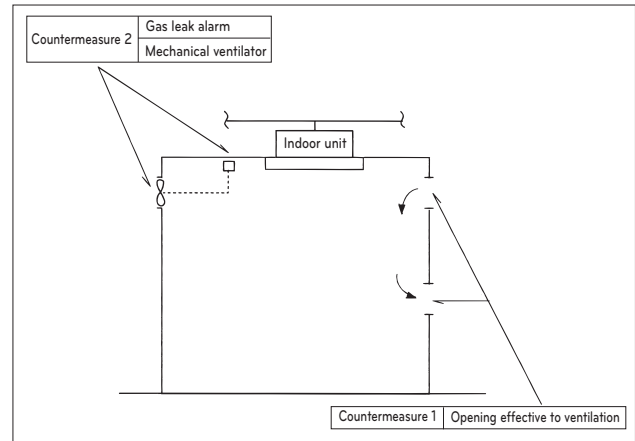 Countermeasure 2
Gas leak alarm
Mechanical ventilator
Indoor unit
Countermeasure 1
Opening effective to ventilation